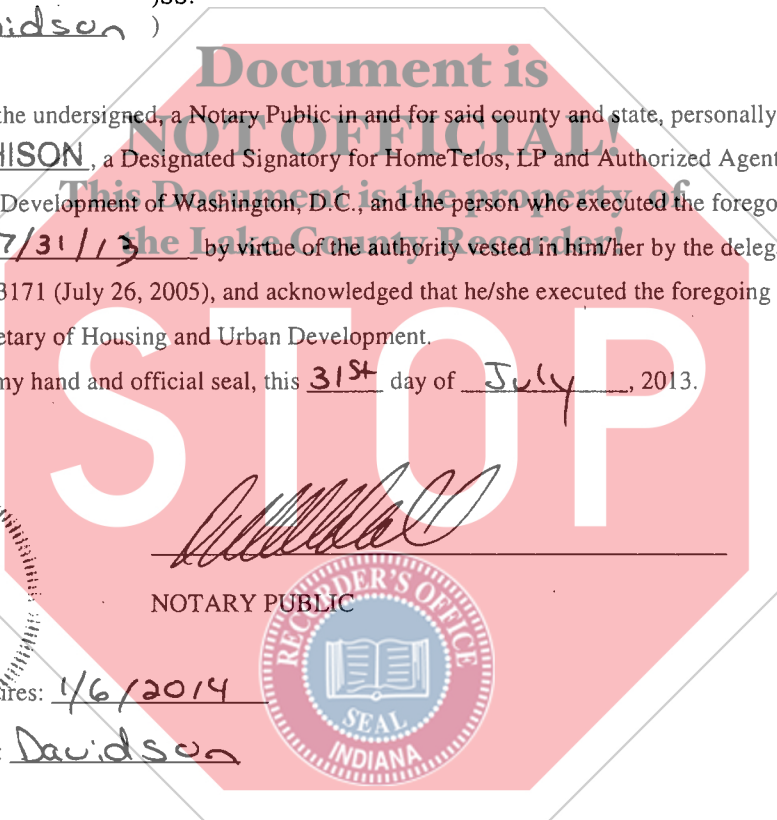 )ss:
idson )
Document is
the undersigned, a Notary Public in and for said county and state, personally
NOT OFFICIAL!
HISON, a Designated Signatory for HomeTelos, LP and Authorized Agent
This Document is the property of
Development of Washington, D.C., and the person who executed the forego
the Lake County Recorder!
7/31/13 by virtue of the authority vested in him/her by the deleg
3171 (July 26, 2005), and acknowledged that he/she executed the foregoing
etary of Housing and Urban Development.
my hand and official seal, this 31st day of July, 2013.
STOP
NOTARY PUBLIC
RECORDER'S OFFICE
SEAL
INDIANA
ires: 1/6/2014
: Davidson